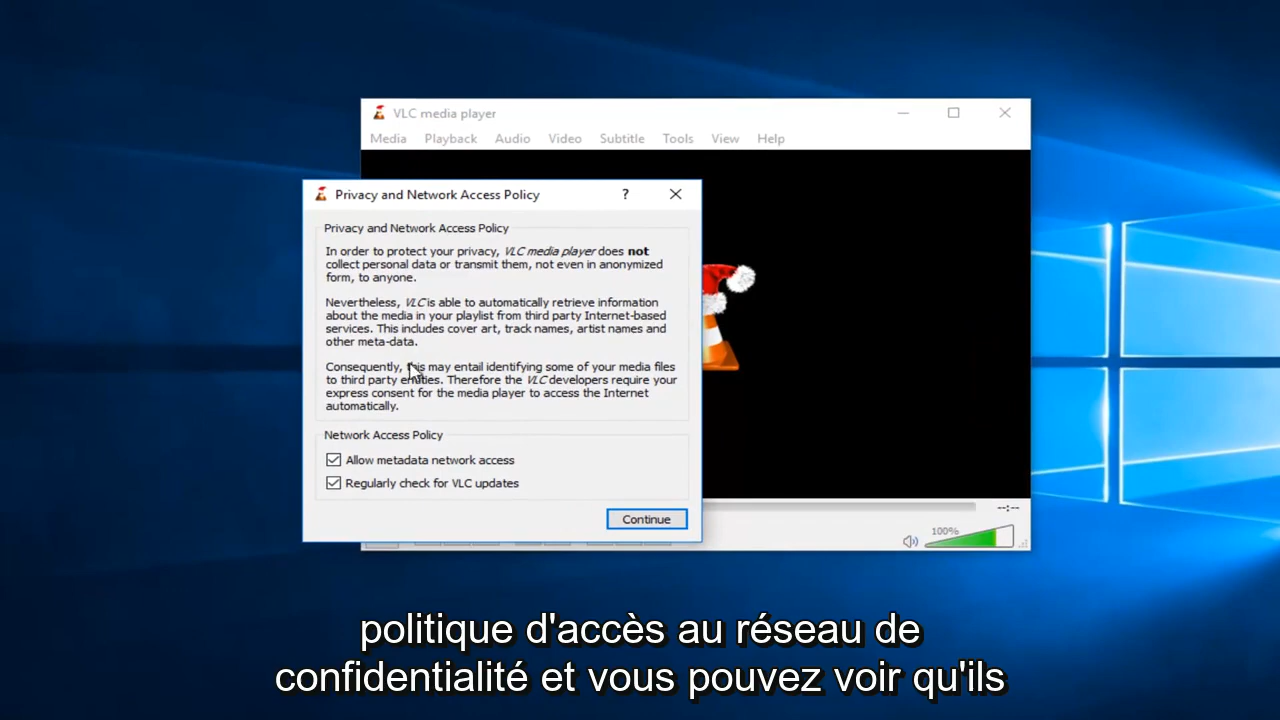 VLC media player
Media Playback Audio Video Subtitle Tools View Help
Privacy and Network Access Policy ?
Privacy and Network Access Policy
In order to protect your privacy, VLC media player does not
collect personal data or transmit them, not even in anonymized
form, to anyone.
Nevertheless, VLC is able to automatically retrieve information
about the media in your playlist from third party Internet-based
services. This includes cover art, track names, artist names and
other meta-data.
Consequently, this may entail identifying some of your media files
to third party entities. Therefore the VLC developers require your
express consent for the media player to access the Internet
automatically.
Network Access Policy
Allow metadata network access
Regularly check for VLC updates
Continue
--:--
100%
politique d'accès au réseau de
confidentialité et vous pouvez voir qu'ils